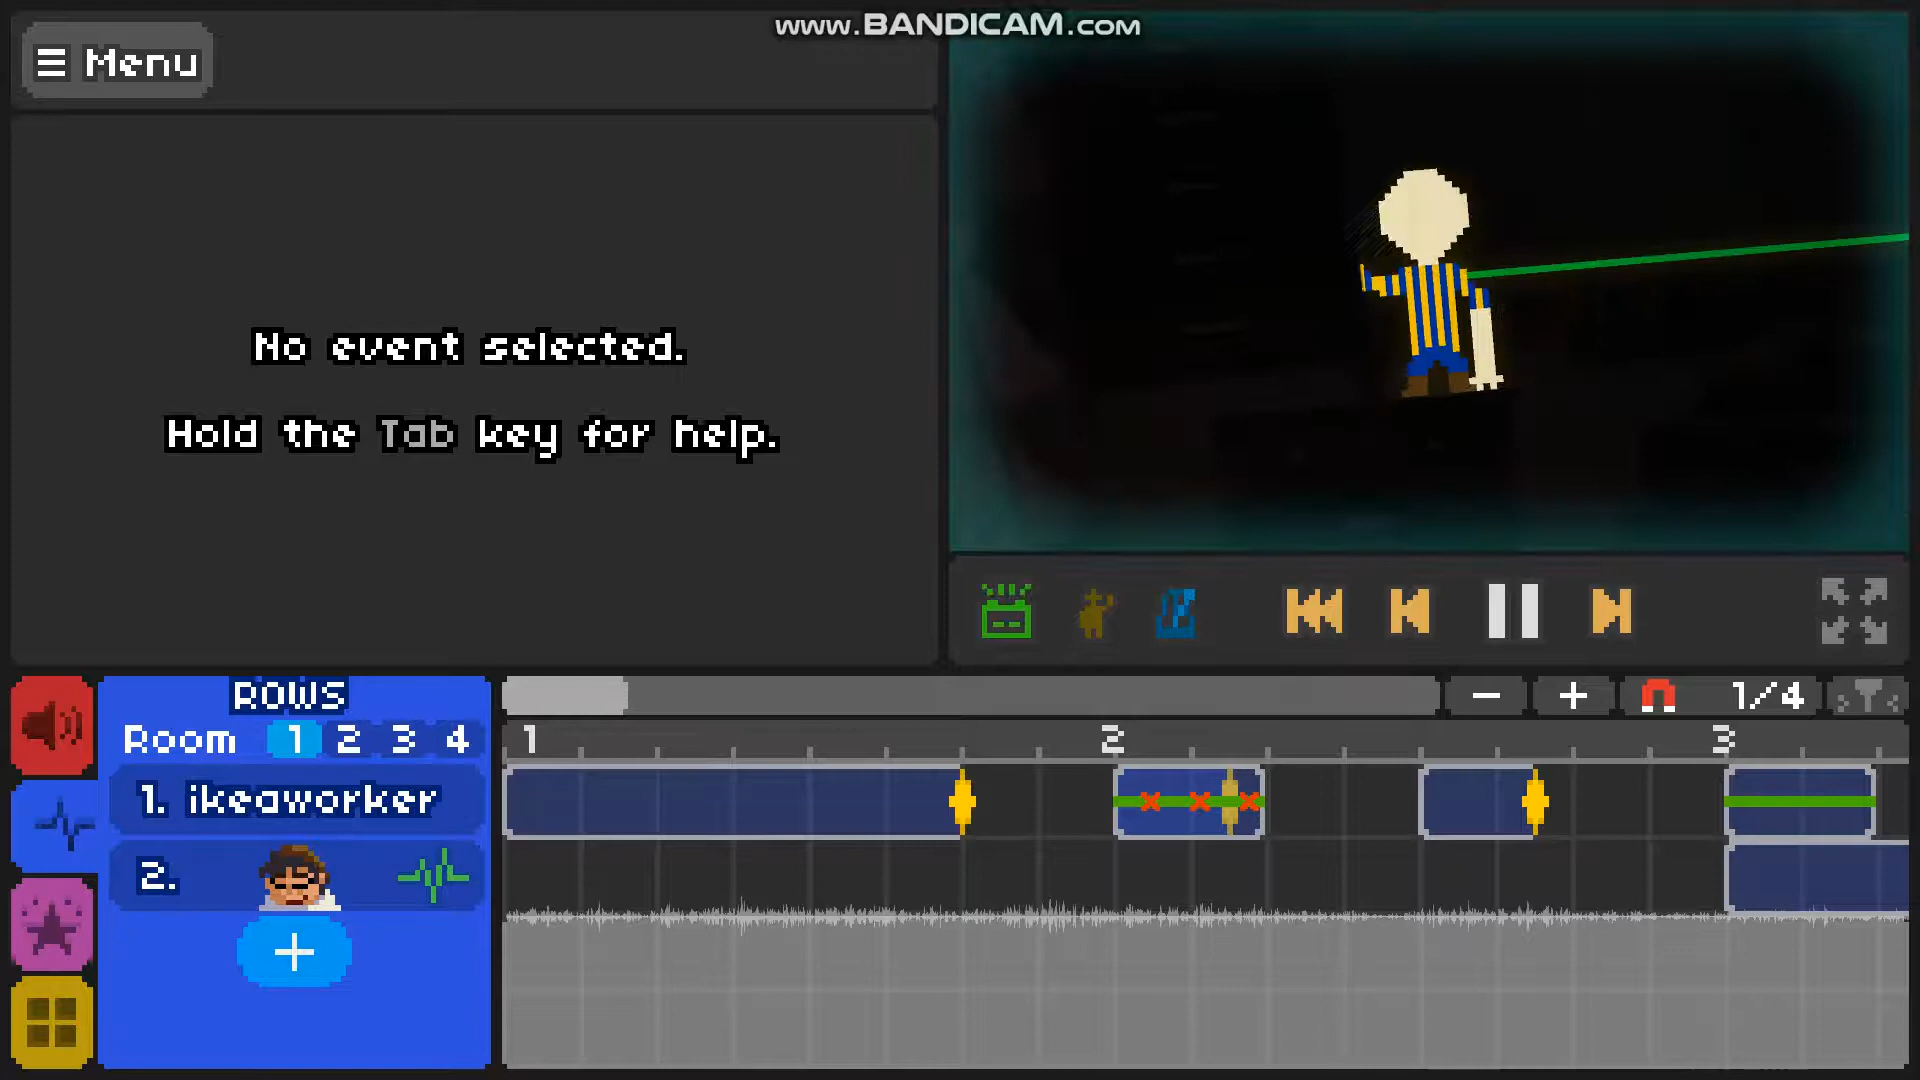 www.BANDICAM.com
Menu
No event selected.
Hold the Tab key for help.
ROWS
1/4
Room 1 2 3 4
1 2 3
1. ikeaworker
2.